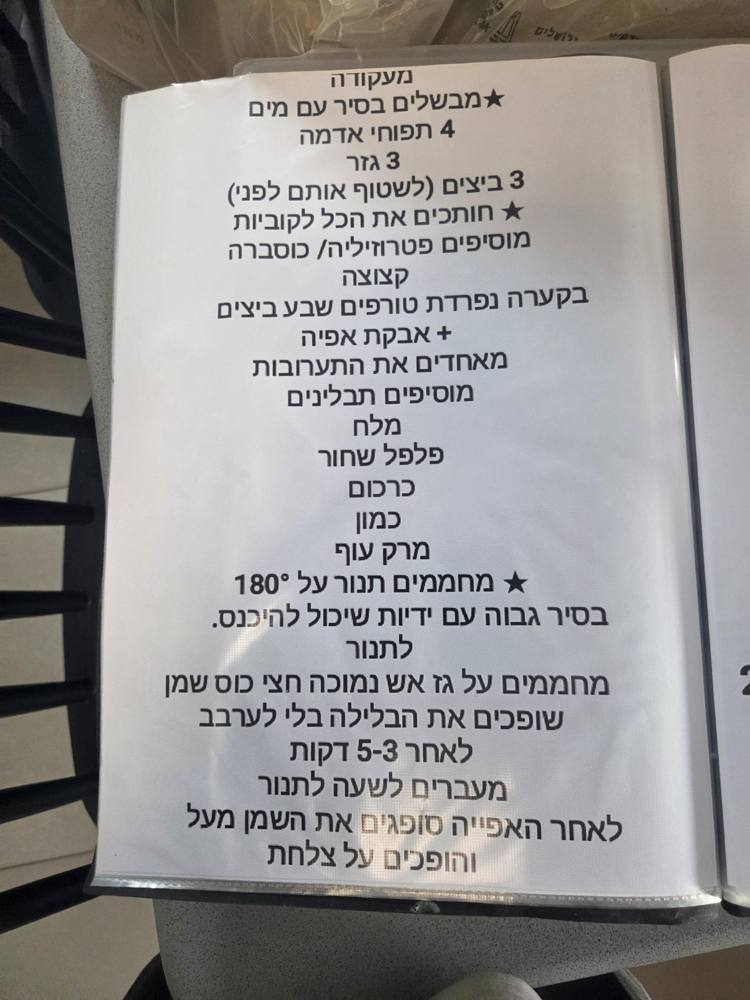 מעקודה
★מבשלים בסיר עם מים
4 תפוחי אדמה
3 גזר
3 ביצים (לשטוף אותם לפני)
★ חותכים את הכל לקוביות
מוסיפים פטרוזיליה/ כוסברה
קצוצה
בקערה נפרדת טורפים שבע ביצים
+ אבקת אפיה
מאחדים את התערובות
מוסיפים תבלינים
מלח
פלפל שחור
כרכום
כמון
מרק עוף
★ מחממים תנור על 180°
בסיר גבוה עם ידיות שיכול להיכנס.
לתנור
מחממים על גז אש נמוכה חצי כוס שמן
שופכים את הבלילה בלי לערבב
לאחר 5-3 דקות
מעברים לשעה לתנור
לאחר האפייה סופגים את השמן מעל
והופכים על צלחת
2